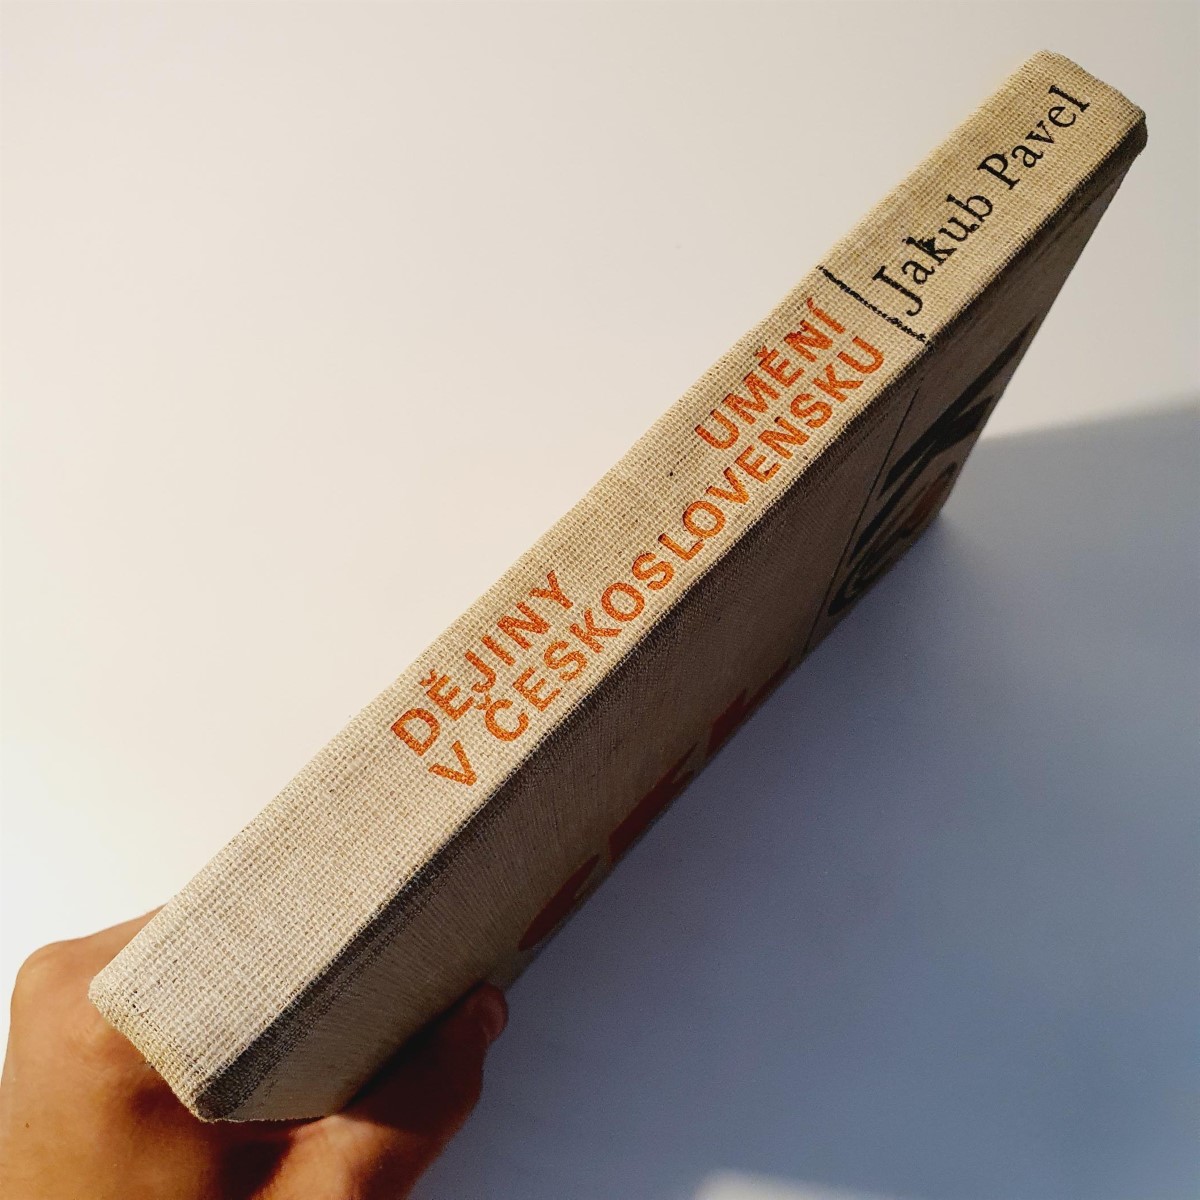 DĚJINY UMĚNÍ
V ČESKOSLOVENSKU
Jakub Pavel